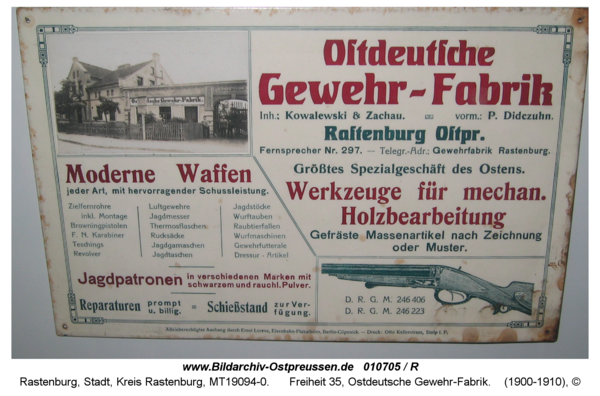 Ostdeutsche
Gewehr-Fabrik
Inh.: Kowalewski & Zachau. vorm.: P. Didczuhn.
Rastenburg Ostpr.
Fernsprecher Nr. 297. — Telegr.-Adr.: Gewehrfabrik Rastenburg.
Moderne Waffen
jeder Art, mit hervorragender Schussleistung.
Zielfernrohre
inkl. Montage
Browningpistolen
F. N. Karabiner
Teschings
Revolver
Luftgewehre
Jagdmesser
Thermosflaschen
Rucksäcke
Jagdgamaschen
Jagdtaschen
Jagdstöcke
Wurftauben
Raubtierfallen
Wurfmaschinen
Gewehrfutterale
Dressur-Artikel
Größtes Spezialgeschäft des Ostens.
Werkzeuge für mechan.
Holzbearbeitung
Gefräste Massenartikel nach Zeichnung
oder Muster.
Jagdpatronen in verschiedenen Marken mit
schwarzem und rauchl. Pulver.
Reparaturen prompt
u. billig.
= Schießstand zur Ver-
fügung.
D. R. G. M. 246 406
D. R. G. M. 246 223
www.Bildarchiv-Ostpreussen.de 010705 / R
Rastenburg, Stadt, Kreis Rastenburg, MT19094-0. Freiheit 35, Ostdeutsche Gewehr-Fabrik. (1900-1910), ©